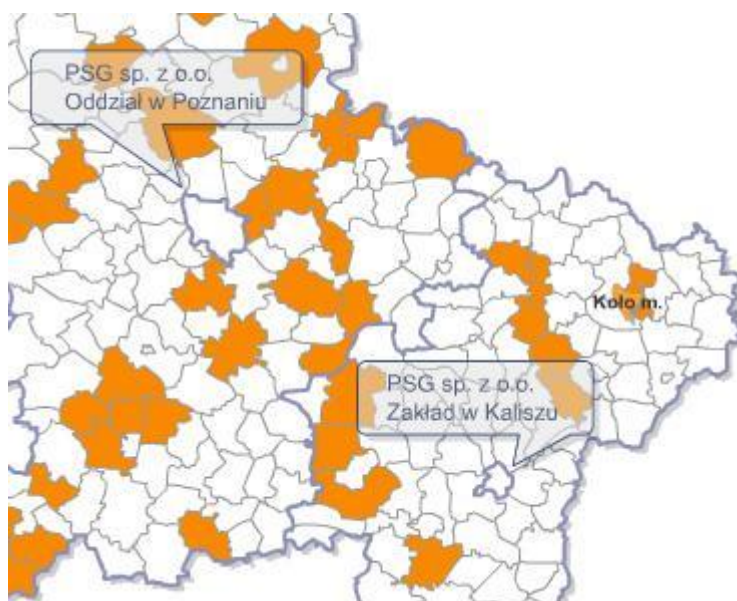 PSG sp. z o.o.
Oddział w Poznaniu
Koło m.
PSG sp. z o.o.
Zakład w Kaliszu